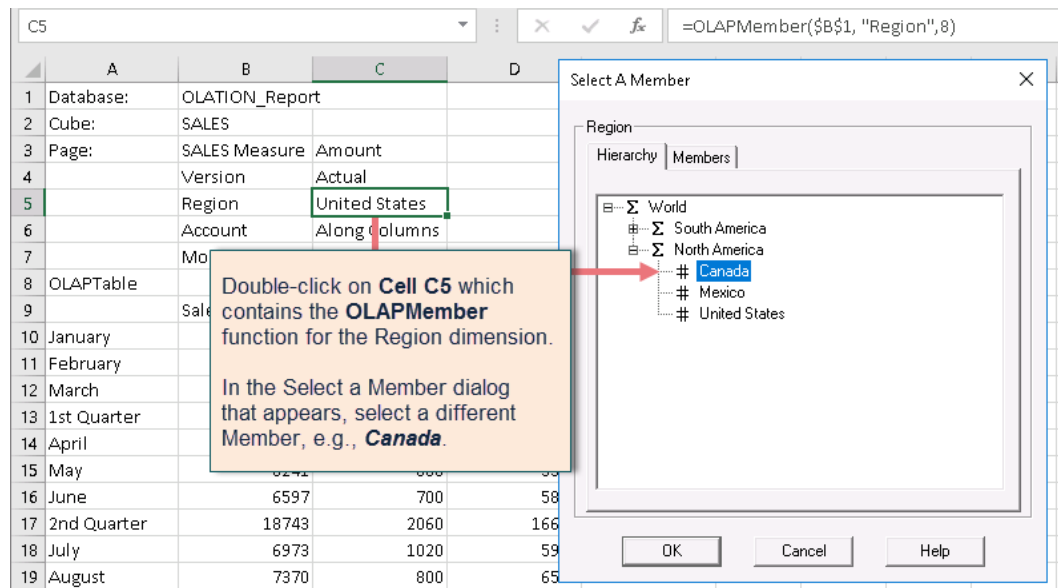 C5 fx =OLAPMember($B$1, "Region",8)
A B C D
1 Database: OLATION_Report
2 Cube: SALES
3 Page: SALES Measure Amount
4 Version Actual
5 Region United States
6 Account Along Columns
7 Mo
8 OLAPTable
9 Sale
10 January
11 February
12 March
13 1st Quarter
14 April
15 May
16 June 6597 700 58
17 2nd Quarter 18743 2060 166
18 July 6973 1020 59
19 August 7370 800 65
Double-click on Cell C5 which
contains the OLAPMember
function for the Region dimension.
In the Select a Member dialog
that appears, select a different
Member, e.g., Canada.
Select A Member
Region
Hierarchy Members
Σ World
Σ South America
Σ North America
# Canada
# Mexico
# United States
OK Cancel Help